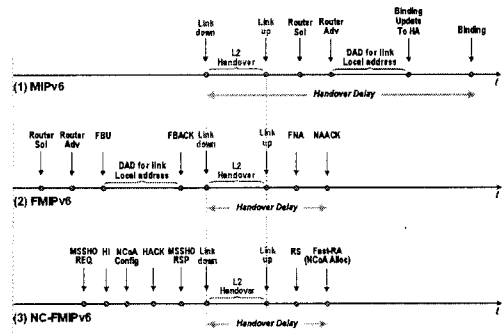 Link down
Link up
Router Sol
Router Adv
Binding Update To HA
Binding
L2 Handover
DAD for link Local address
(1) MIPv6
t
Handover Delay
Router Sol
Router Adv
FBU
FBACK
Link down
Link up
FNA
NAACK
DAD for link Local address
L2 Handover
(2) FMIPv6
t
Handover Delay
MSSHO REQ
HI
NCoA Config
HACK
MSSHO RSP
Link down
Link up
RS
Fast-RA (NCoA Alloc)
L2 Handover
(3) NC-FMIPv6
t
Handover Delay